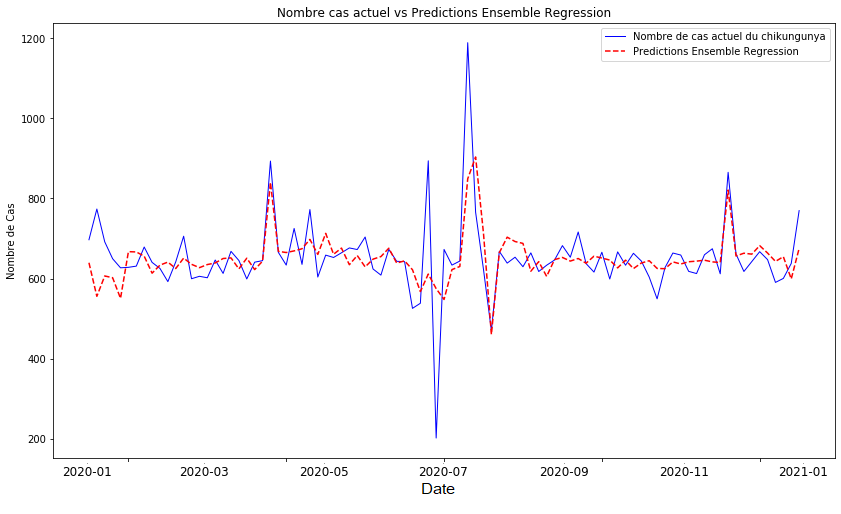 Nombre cas actuel vs Predictions Ensemble Regression
Nombre de cas actuel du chikungunya
Predictions Ensemble Regression
Nombre de Cas
1200
1000
800
600
400
200
2020-01 2020-03 2020-05 2020-07 2020-09 2020-11 2021-01
Date